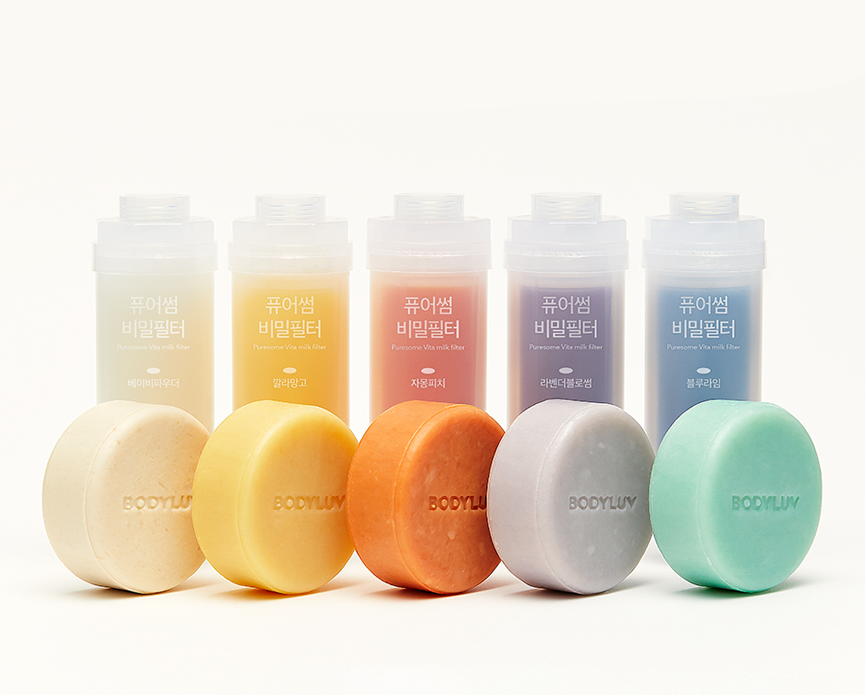 퓨어썸
비밀필터
Puresome Vita milk filter
베이비파우더
퓨어썸
비밀필터
Puresome Vita milk filter
깔라망고
퓨어썸
비밀필터
Puresome Vita milk filter
자몽피치
퓨어썸
비밀필터
Puresome Vita milk filter
라벤더블로썸
퓨어썸
비밀필터
Puresome Vita milk filter
블루라임
BODYLUV
BODYLUV
BODYLU
BODYLUV
BODYLUV